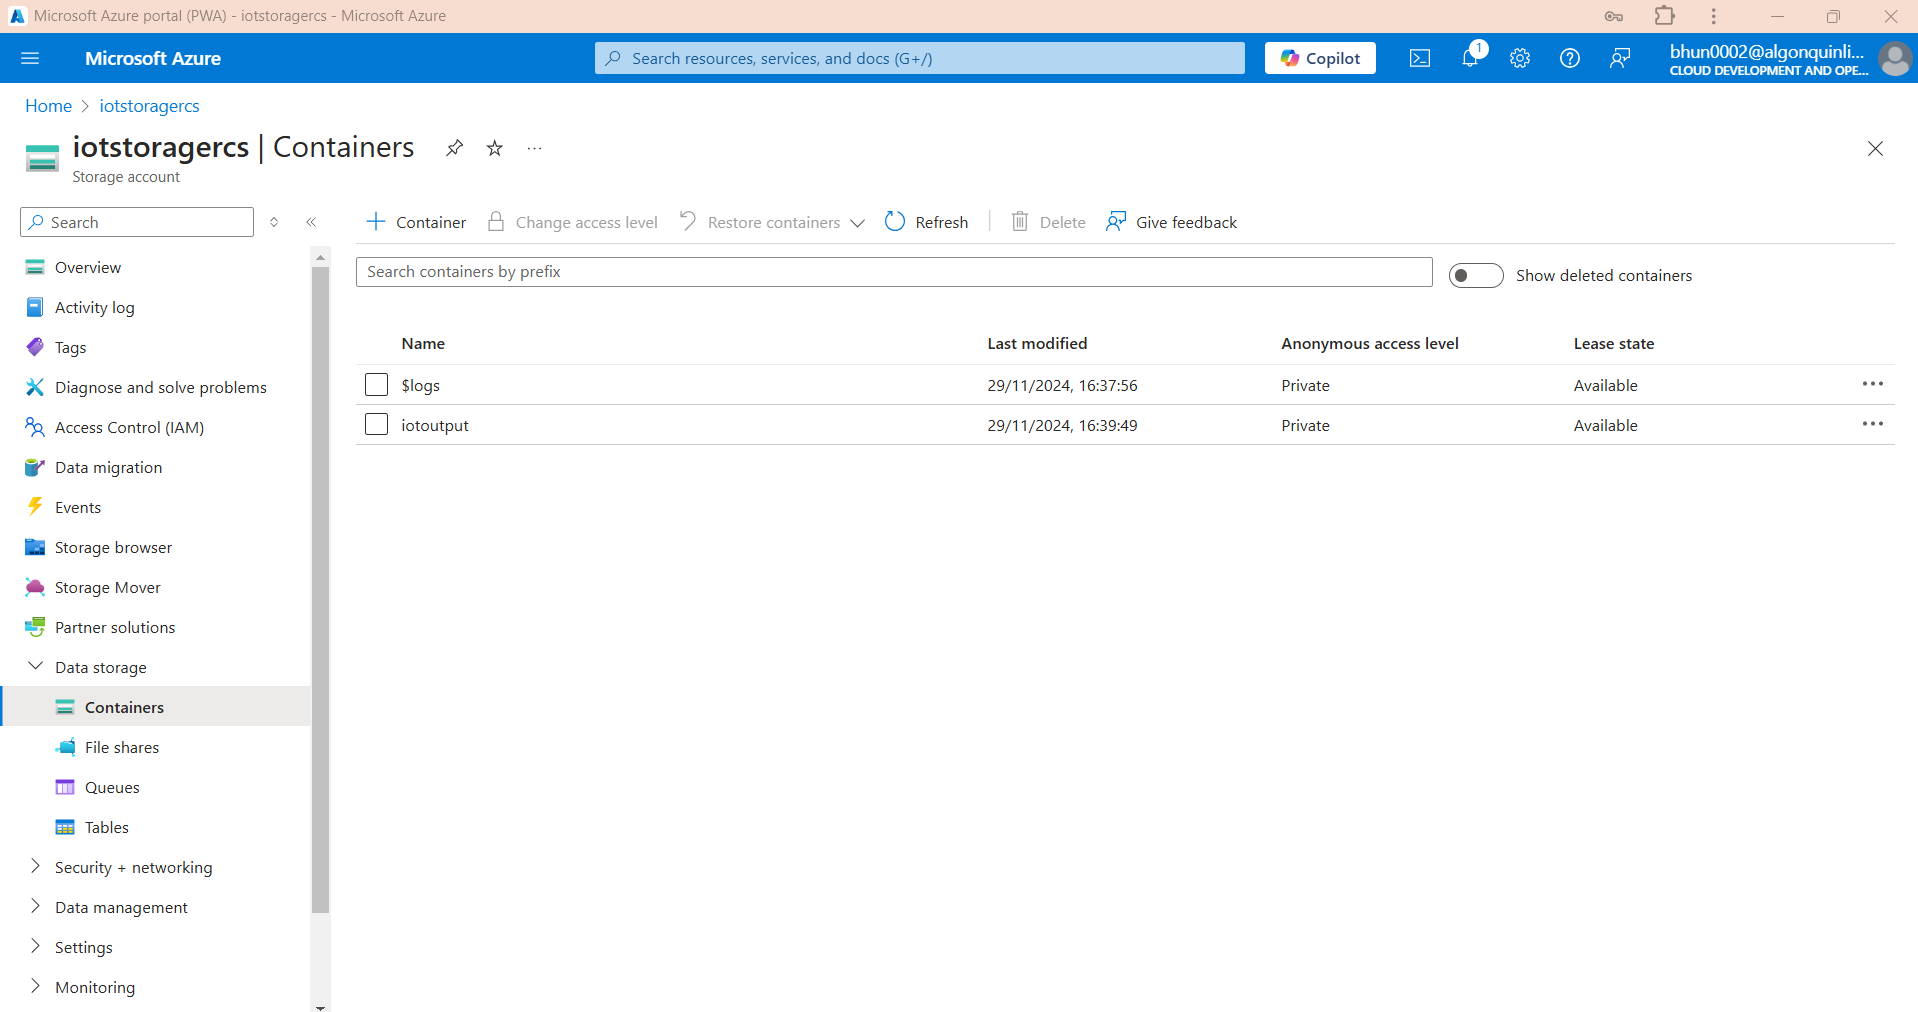 Microsoft Azure portal (PWA) - iotstoragercs - Microsoft Azure
Microsoft Azure
Search resources, services, and docs (G+/)
Copilot
1
bhun0002@algonquinli...
CLOUD DEVELOPMENT AND OPE...
Home > iotstoragercs
iotstoragercs | Containers
Storage account
Search
Container
Change access level
Restore containers
Refresh
Delete
Give feedback
Search containers by prefix
Show deleted containers
Name Last modified Anonymous access level Lease state
$logs 29/11/2024, 16:37:56 Private Available
iotoutput 29/11/2024, 16:39:49 Private Available
Overview
Activity log
Tags
Diagnose and solve problems
Access Control (IAM)
Data migration
Events
Storage browser
Storage Mover
Partner solutions
Data storage
Containers
File shares
Queues
Tables
Security + networking
Data management
Settings
Monitoring